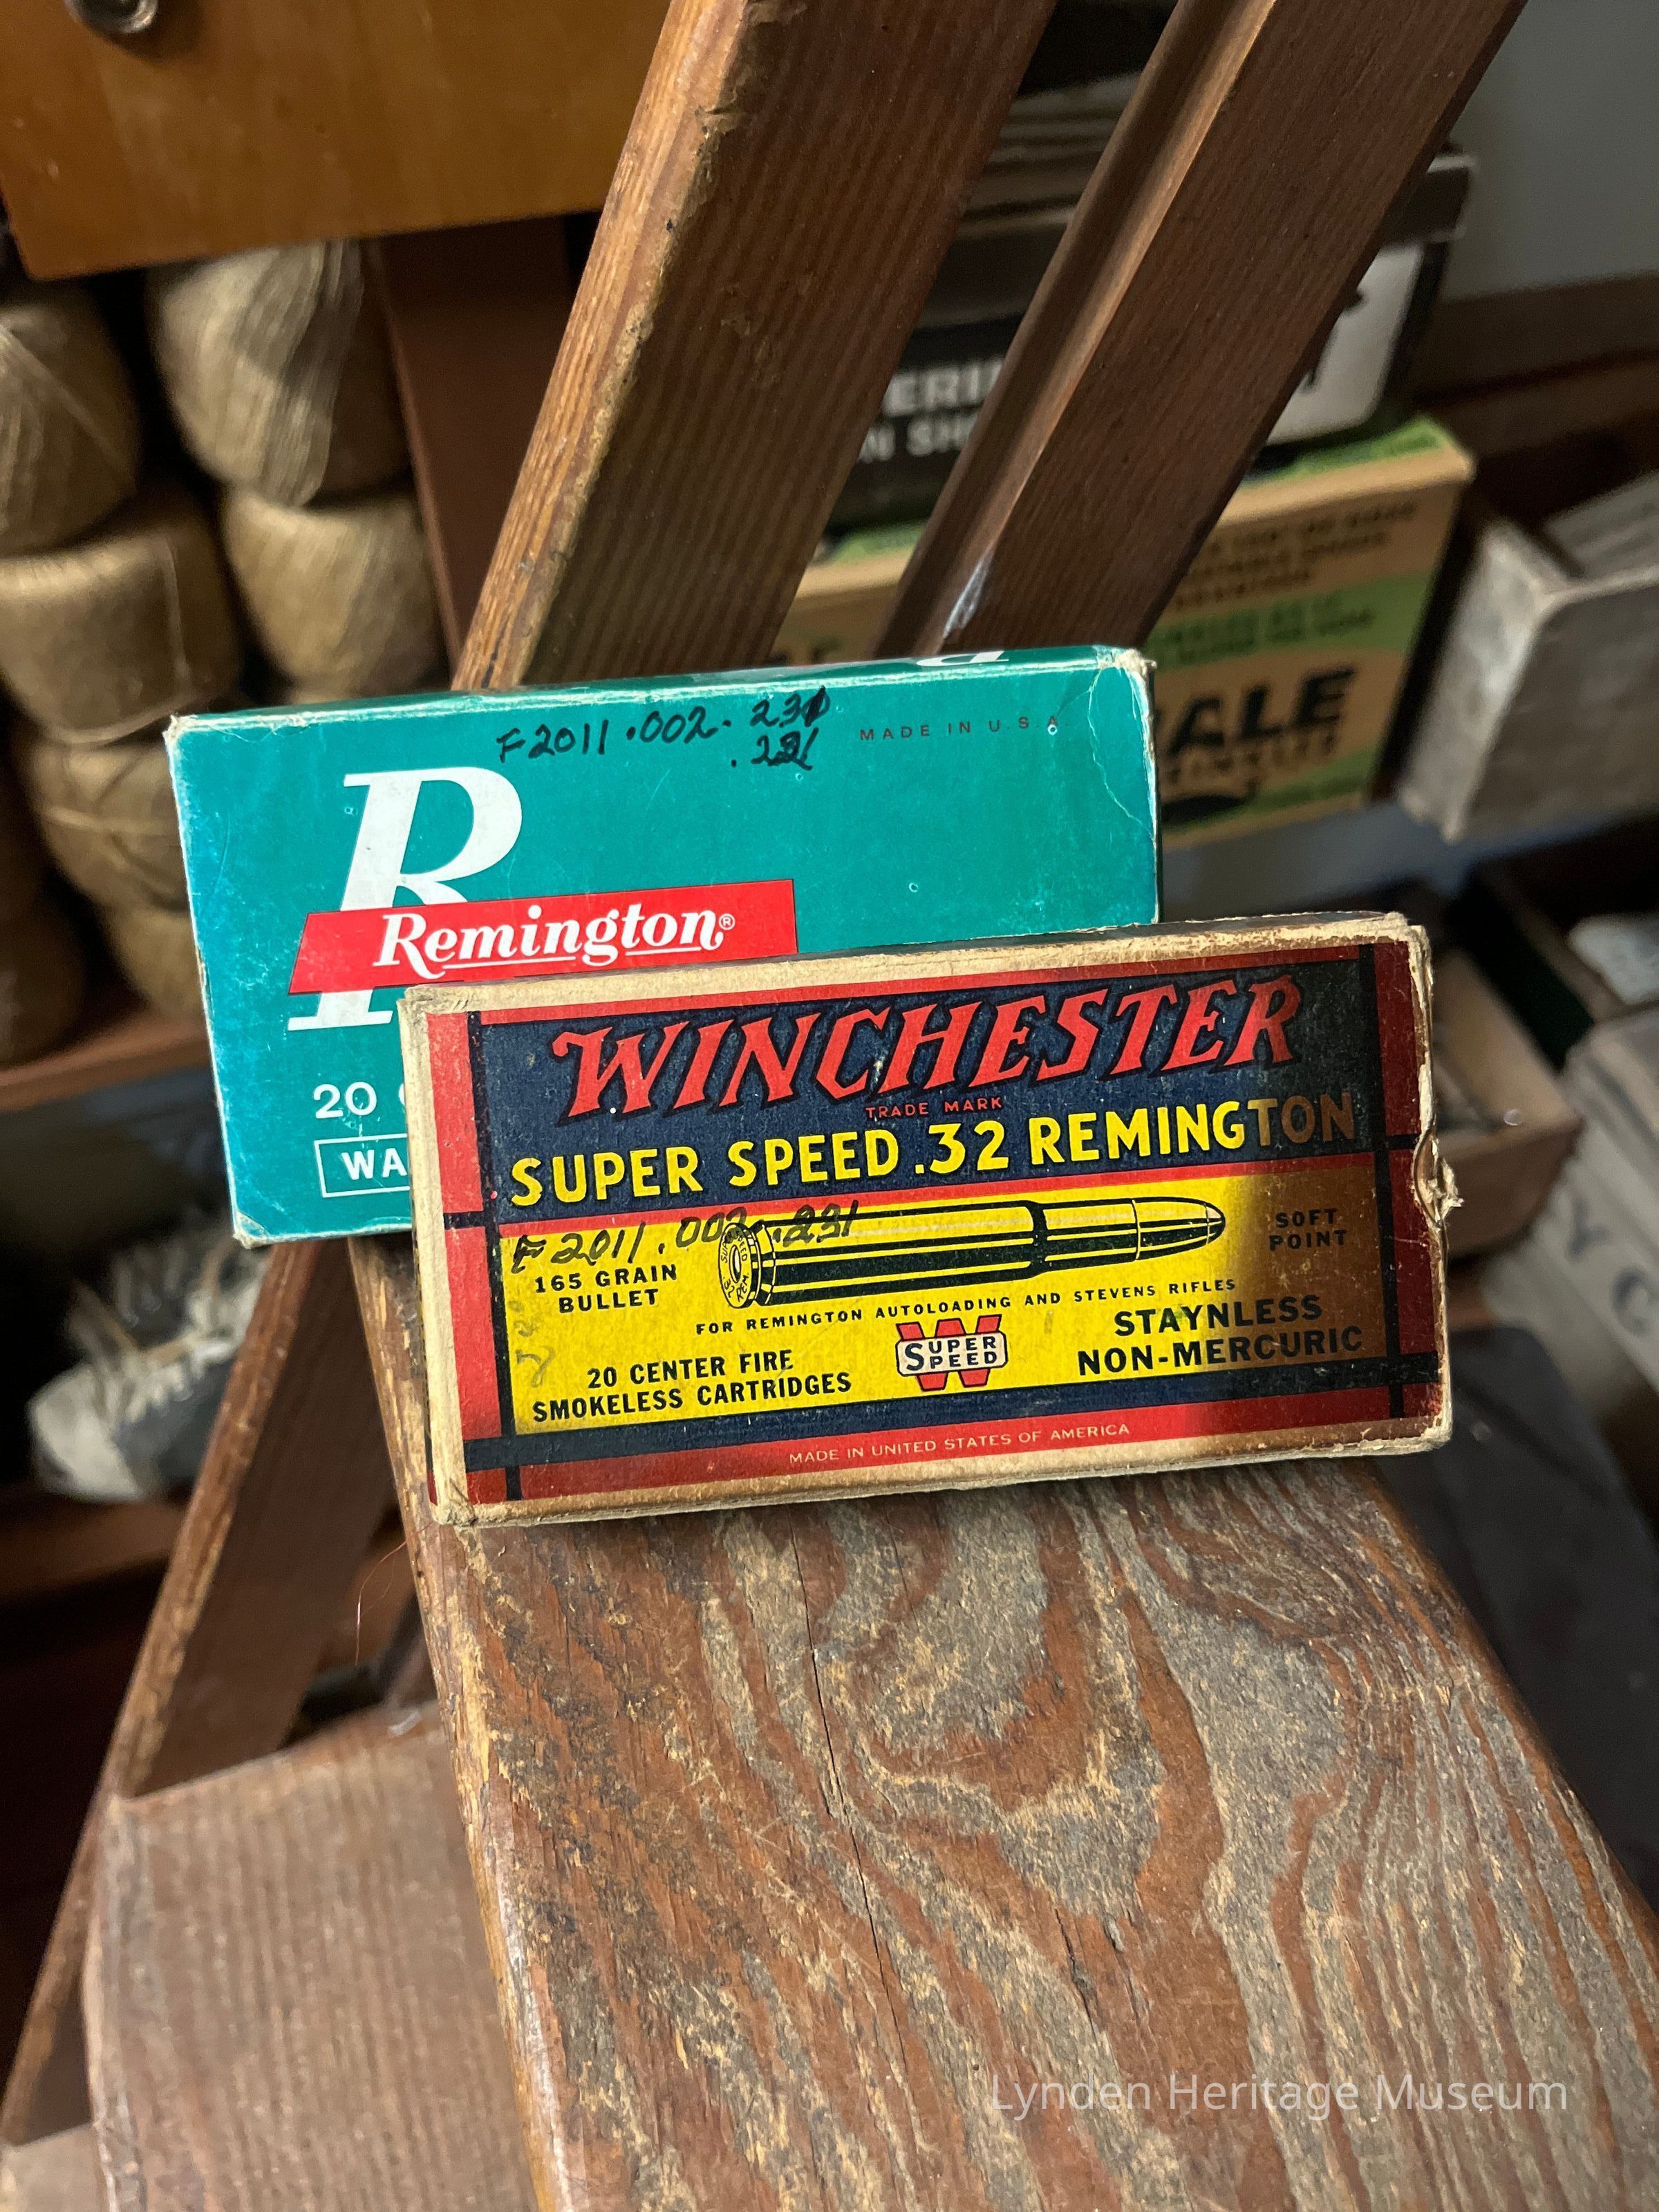 F2011.002.
.231
MADE IN U.S.A.
R
Remington®
20
WA
WINCHESTER
TRADE MARK
SUPER SPEED .32 REMINGTON
F2011.002.231
165 GRAIN
BULLET
SOFT
POINT
FOR REMINGTON AUTOLOADING AND STEVENS RIFLES
20 CENTER FIRE
SMOKELESS CARTRIDGES
SUPER
SPEED
STAYNLESS
NON-MERCURIC
MADE IN UNITED STATES OF AMERICA
ALE
Lynden Heritage Museum